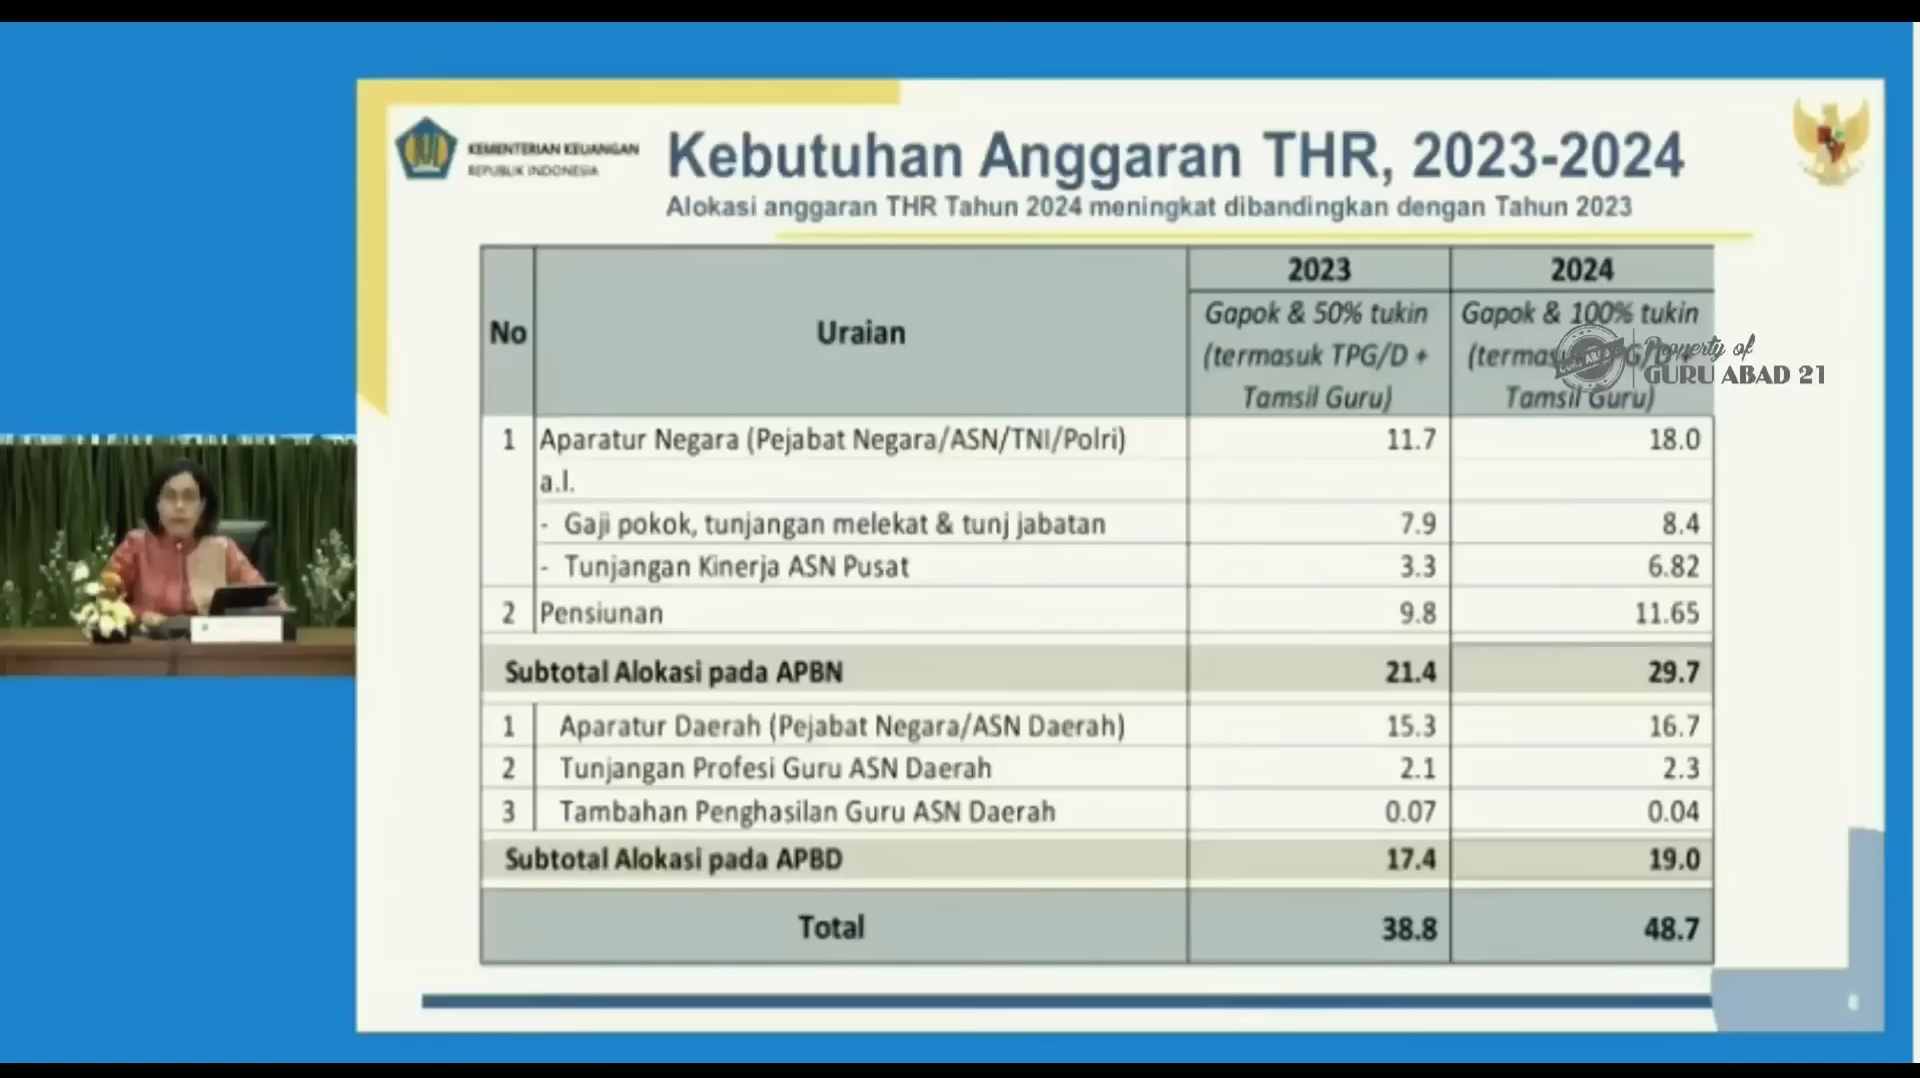 KEMENTERIAN KEUANGAN
REPUBLIK INDONESIA
Kebutuhan Anggaran THR, 2023-2024
Alokasi anggaran THR Tahun 2024 meningkat dibandingkan dengan Tahun 2023
No Uraian 2023 2024
Gapok & 50% tukin (termasuk TPG/D + Tamsil Guru)
Gapok & 100% tukin Tamsil Guru)
Property of
GURU ABAD 21
1 Aparatur Negara (Pejabat Negara/ASN/TNI/Polri) 11.7 18.0
a.l.
- Gaji pokok, tunjangan melekat & tunj jabatan 7.9 8.4
- Tunjangan Kinerja ASN Pusat 3.3 6.82
2 Pensiunan 9.8 11.65
Subtotal Alokasi pada APBN 21.4 29.7
1 Aparatur Daerah (Pejabat Negara/ASN Daerah) 15.3 16.7
2 Tunjangan Profesi Guru ASN Daerah 2.1 2.3
3 Tambahan Penghasilan Guru ASN Daerah 0.07 0.04
Subtotal Alokasi pada APBD 17.4 19.0
Total 38.8 48.7